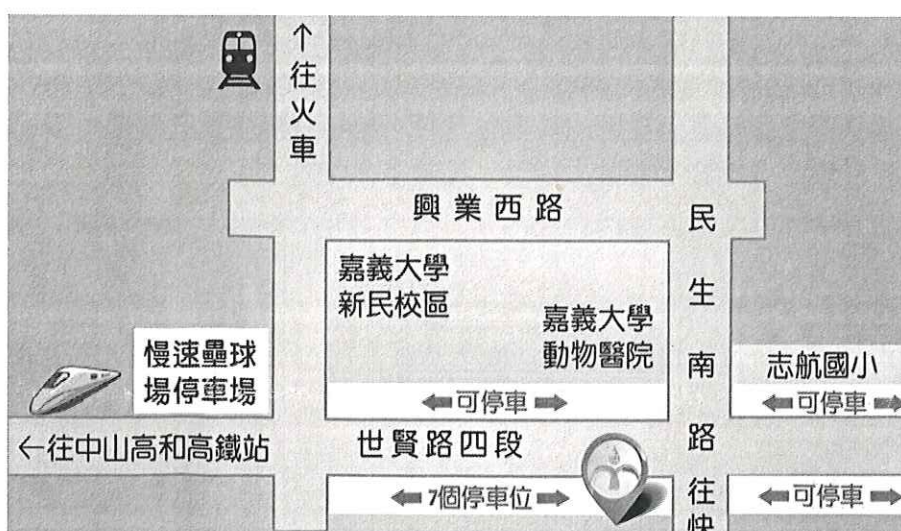 ↑往火車
興業西路
嘉義大學
新民校區
嘉義大學
動物醫院
慢速壘球
場停車場
志航國小
可停車
可停車
←往中山高和高鐵站
世賢路四段
7個停車位
可停車
民生南路
往快